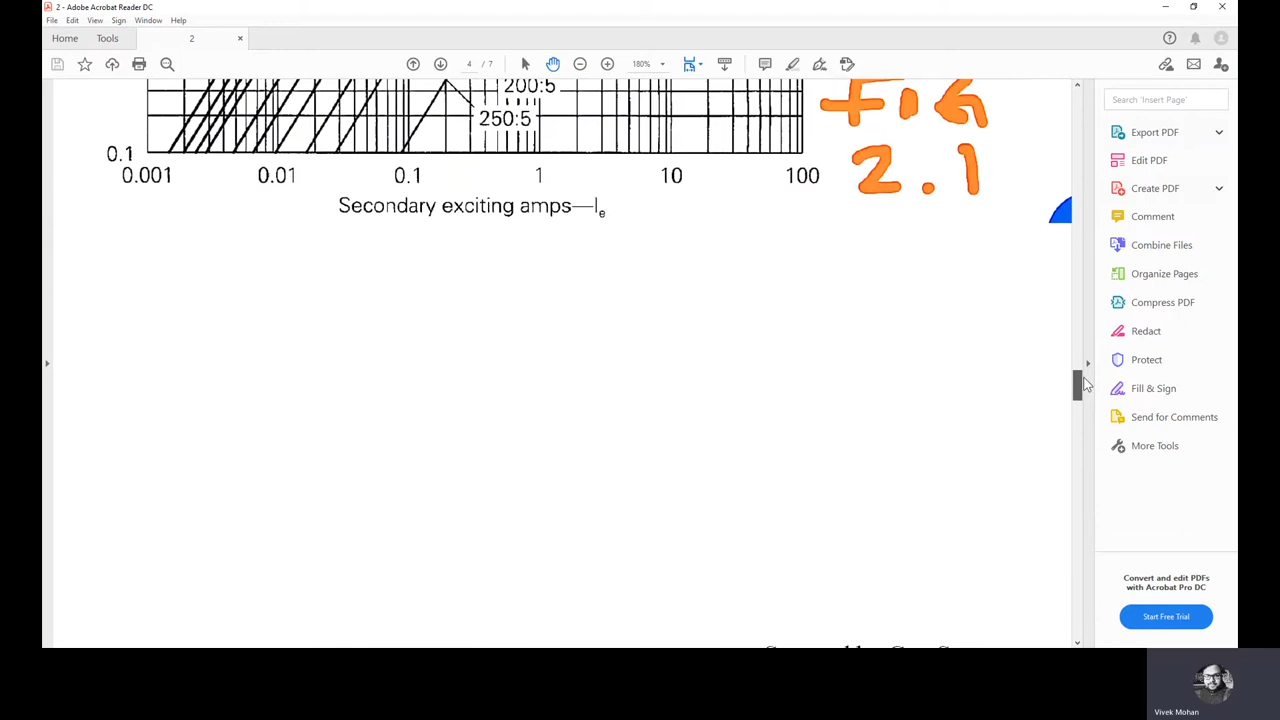 2 - Adobe Acrobat Reader DC
File Edit View Sign Window Help
Home Tools 2
4 / 7 180%
200:5
250:5
0.1
0.001 0.01 0.1 1 10 100
Secondary exciting amps—Ie
2.1
Search 'Insert Page'
Export PDF
Edit PDF
Create PDF
Comment
Combine Files
Organize Pages
Compress PDF
Redact
Protect
Fill & Sign
Send for Comments
More Tools
Convert and edit PDFs
with Acrobat Pro DC
Start Free Trial
Vivek Mohan